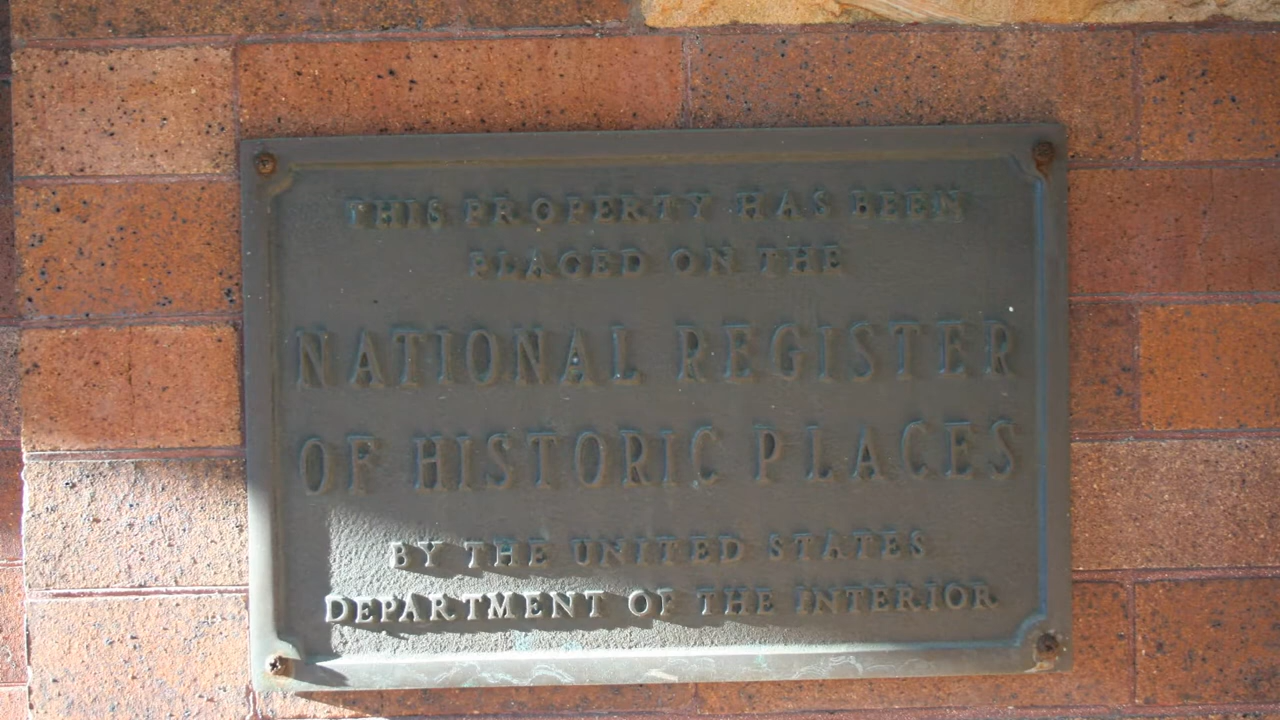 THIS PROPERTY HAS BEEN
PLACED ON THE
NATIONAL REGISTER
OF HISTORIC PLACES
BY THE UNITED STATES
DEPARTMENT OF THE INTERIOR